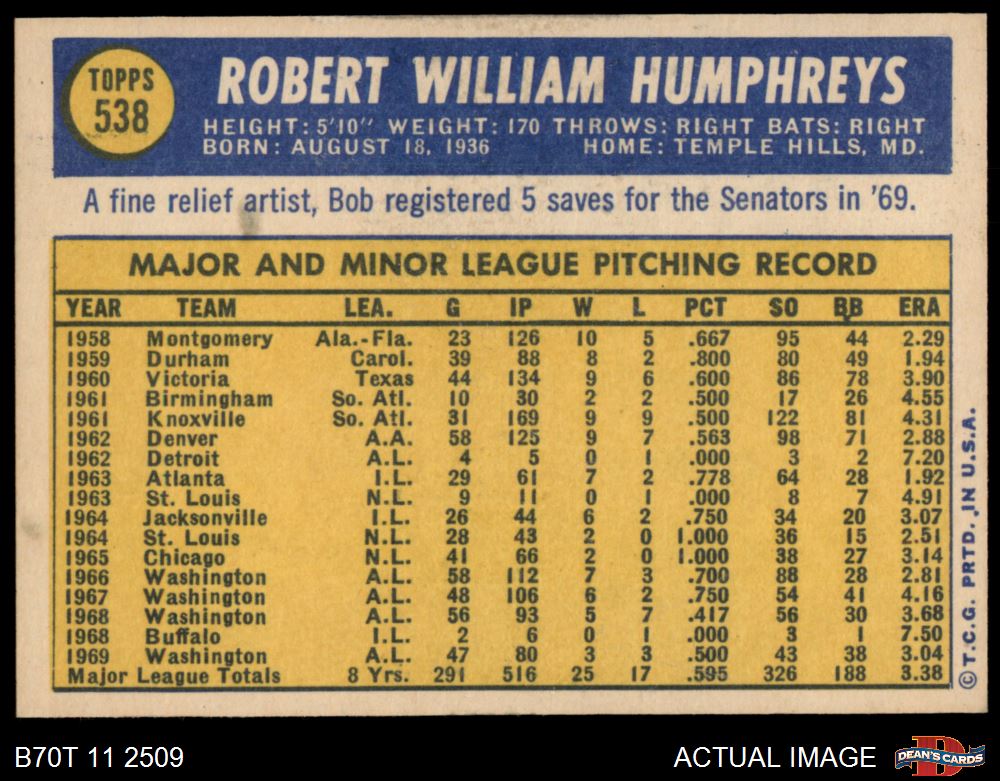 TOPPS
538
ROBERT WILLIAM HUMPHREYS
HEIGHT: 5'10" WEIGHT: 170 THROWS: RIGHT BATS: RIGHT
BORN: AUGUST 18, 1936 HOME: TEMPLE HILLS, MD.
A fine relief artist, Bob registered 5 saves for the Senators in '69.
MAJOR AND MINOR LEAGUE PITCHING RECORD
YEAR TEAM LEA. G IP W L PCT SO BB ERA
1958 Montgomery Ala.-Fla. 23 126 10 5 .667 95 44 2.29
1959 Durham Carol. 39 88 8 2 .800 80 49 1.94
1960 Victoria Texas 44 134 9 6 .600 86 78 3.90
1961 Birmingham So. Atl. 10 30 2 2 .500 17 26 4.55
1961 Knoxville So. Atl. 31 169 9 9 .500 122 81 4.31
1962 Denver A.A. 58 125 9 7 .563 98 71 2.88
1962 Detroit A.L. 4 5 0 1 .000 3 2 7.20
1963 Atlanta I.L. 29 61 7 2 .778 64 28 1.92
1963 St. Louis N.L. 9 11 0 1 .000 8 7 4.91
1964 Jacksonville I.L. 26 44 6 2 .750 34 20 3.07
1964 St. Louis N.L. 28 43 2 0 1.000 36 15 2.51
1965 Chicago N.L. 41 66 2 0 1.000 38 27 3.14
1966 Washington A.L. 58 112 7 3 .700 88 28 2.81
1967 Washington A.L. 48 106 6 2 .750 54 41 4.16
1968 Washington A.L. 56 93 5 7 .417 56 30 3.68
1968 Buffalo I.L. 2 6 0 1 .000 3 1 7.50
1969 Washington A.L. 47 80 3 3 .500 43 38 3.04
Major League Totals 8 Yrs. 291 516 25 17 .595 326 188 3.38
©T.C.G. PRTD. IN U.S.A.
B70T 11 2509
ACTUAL IMAGE
D
DEAN'S CARDS